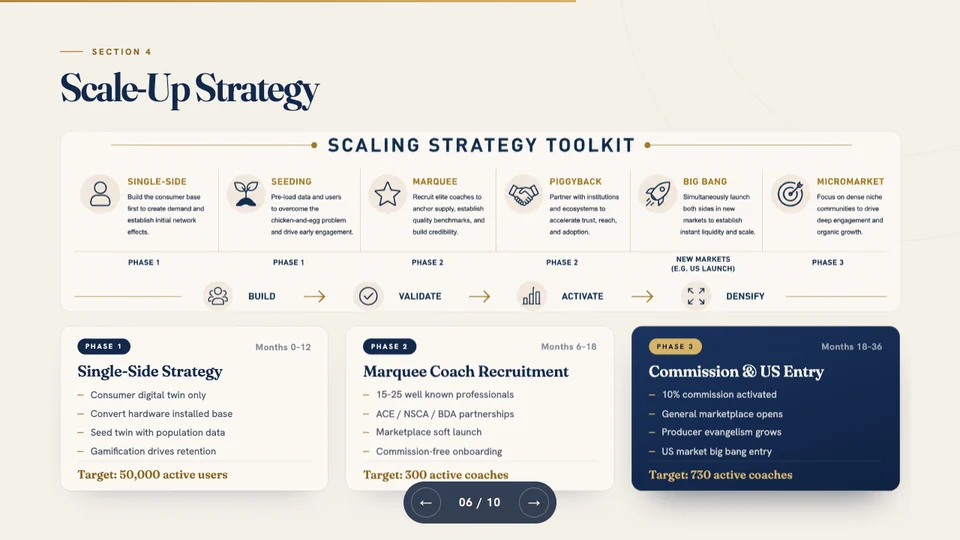 SECTION 4
Scale-Up Strategy
SCALING STRATEGY TOOLKIT
SINGLE-SIDE
Build the consumer base
first to create demand and
establish initial network
effects.
PHASE 1
SEEDING
Pre-load data and users
to overcome the
chicken-and-egg problem
and drive early engagement.
PHASE 1
MARQUEE
Recruit elite coaches to
anchor supply, establish
quality benchmarks, and
build credibility.
PHASE 2
PIGGYBACK
Partner with institutions
and ecosystems to
accelerate trust, reach,
and adoption.
PHASE 2
BIG BANG
Simultaneously launch
both sides in new
markets to establish
instant liquidity and scale.
NEW MARKETS
(E.G. US LAUNCH)
MICROMARKET
Focus on dense niche
communities to drive
deep engagement and
organic growth.
PHASE 3
BUILD
VALIDATE
ACTIVATE
DENSIFY
PHASE 1
Months 0–12
Single-Side Strategy
– Consumer digital twin only
– Convert hardware installed base
– Seed twin with population data
– Gamification drives retention
Target: 50,000 active users
PHASE 2
Months 6–18
Marquee Coach Recruitment
– 15–25 well known professionals
– ACE / NSCA / BDA partnerships
– Marketplace soft launch
– Commission-free onboarding
Target: 300 active coaches
PHASE 3
Months 18–36
Commission & US Entry
– 10% commission activated
– General marketplace opens
– Producer evangelism grows
– US market big bang entry
Target: 730 active coaches
← 06 / 10 →